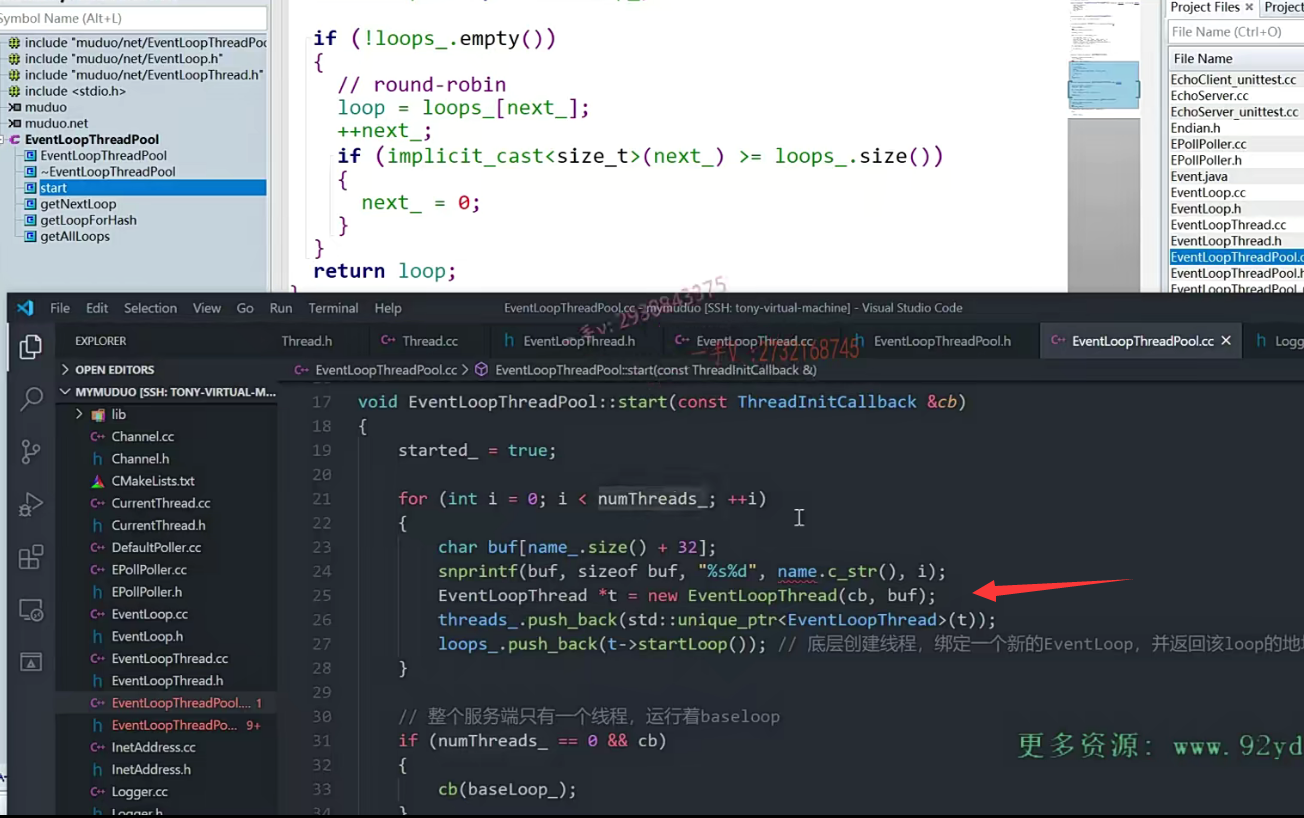 Symbol Name (Alt+L)
include "muduo/net/EventLoopThreadPoo
include "muduo/net/EventLoop.h"
include "muduo/net/EventLoopThread.h"
include <stdio.h>
muduo
muduo.net
EventLoopThreadPool
EventLoopThreadPool
~EventLoopThreadPool
start
getNextLoop
getLoopForHash
getAllLoops
if (!loops_.empty())
{
// round-robin
loop = loops_[next_];
++next_;
if (implicit_cast<size_t>(next_) >= loops_.size())
{
next_ = 0;
}
}
return loop;
Project Files × Project
File Name (Ctrl+O)
File Name
EchoClient_unittest.cc
EchoServer.cc
EchoServer_unittest.cc
Endian.h
EPollPoller.cc
EPollPoller.h
Event.java
EventLoop.cc
EventLoop.h
EventLoopThread.cc
EventLoopThread.h
EventLoopThreadPool.c
EventLoopThreadPool.h
File Edit Selection View Go Run Terminal Help
EventLoopThreadPool.cc - mymuduo [SSH: tony-virtual-machine] - Visual Studio Code
EXPLORER
Thread.h Thread.cc EventLoopThread.h EventLoopThread.cc EventLoopThreadPool.h EventLoopThreadPool.cc × Logg
一手V:2732168745
OPEN EDITORS
EventLoopThreadPool.cc > EventLoopThreadPool::start(const ThreadInitCallback &)
MYMUDUO [SSH: TONY-VIRTUAL-M...
lib
Channel.cc
Channel.h
CMakeLists.txt
CurrentThread.cc
CurrentThread.h
DefaultPoller.cc
EPollPoller.cc
EPollPoller.h
EventLoop.cc
EventLoop.h
EventLoopThread.cc
EventLoopThread.h
EventLoopThreadPool.... 1
EventLoopThreadPo... 9+
InetAddress.cc
InetAddress.h
Logger.cc
Logger.h
17 void EventLoopThreadPool::start(const ThreadInitCallback &cb)
18 {
19 started_ = true;
20
21 for (int i = 0; i < numThreads_; ++i)
22 {
23 char buf[name_.size() + 32];
24 snprintf(buf, sizeof buf, "%s%d", name.c_str(), i);
25 EventLoopThread *t = new EventLoopThread(cb, buf);
26 threads_.push_back(std::unique_ptr<EventLoopThread>(t));
27 loops_.push_back(t->startLoop()); // 底层创建线程，绑定一个新的EventLoop，并返回该loop的地
28 }
29
30 // 整个服务端只有一个线程，运行着baseloop
31 if (numThreads_ == 0 && cb)
32 {
33 cb(baseLoop_);
34 }
更多资源：www.92yd